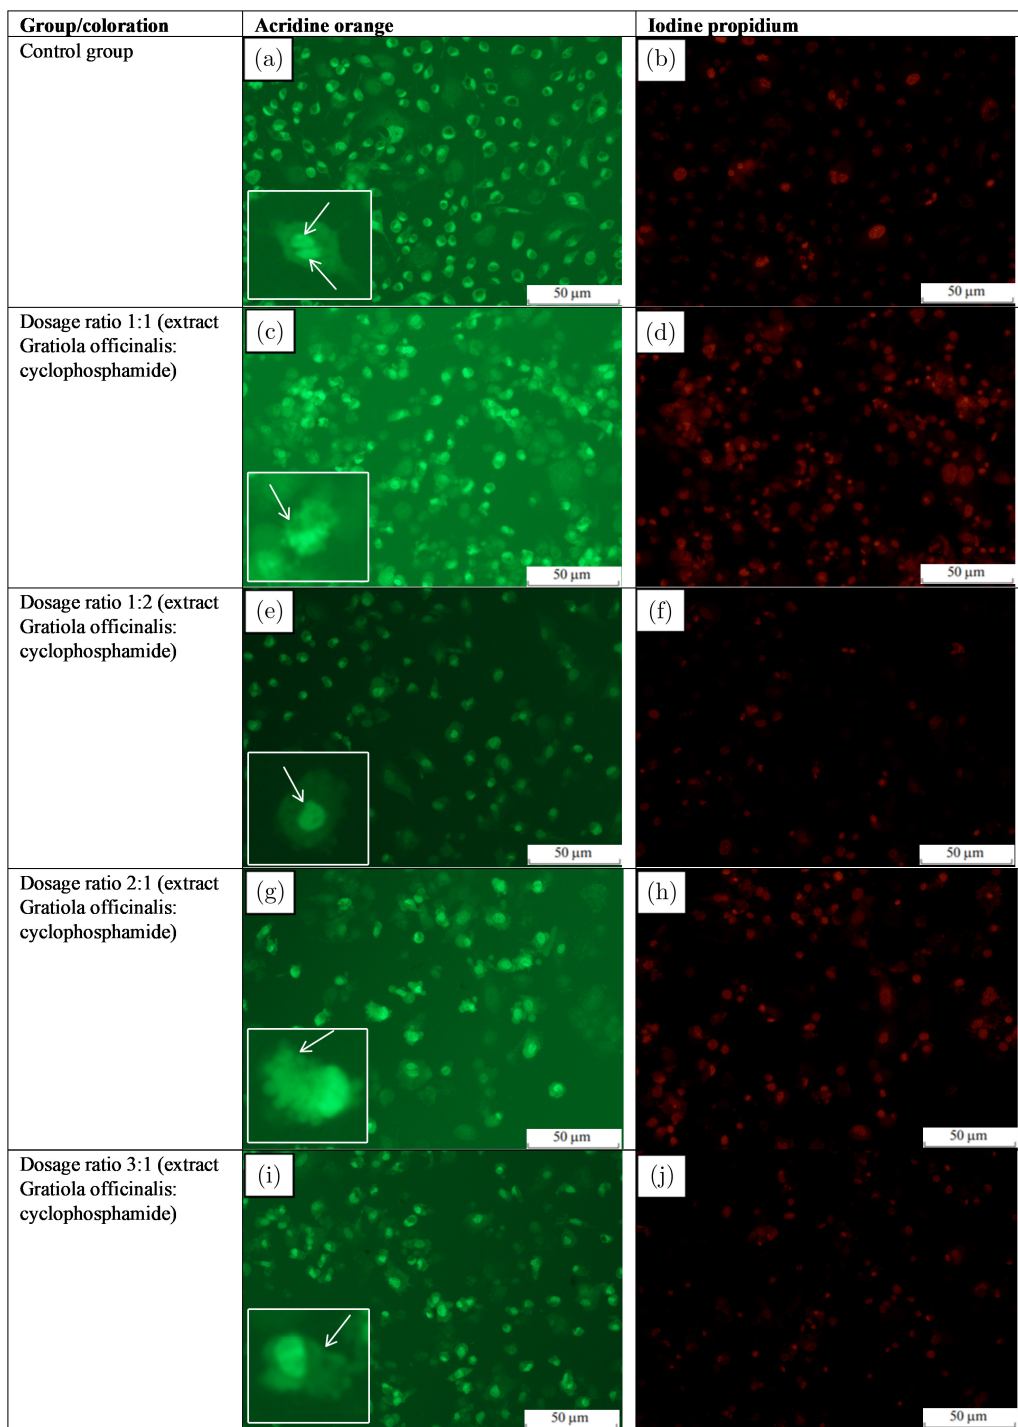 Group/coloration Acridine orange Iodine propidium
Control group
(a)
50 µm
(b)
50 µm
Dosage ratio 1:1 (extract
Gratiola officinalis:
cyclophosphamide)
(c)
50 µm
(d)
50 µm
Dosage ratio 1:2 (extract
Gratiola officinalis:
cyclophosphamide)
(e)
50 µm
(f)
50 µm
Dosage ratio 2:1 (extract
Gratiola officinalis:
cyclophosphamide)
(g)
50 µm
(h)
50 µm
Dosage ratio 3:1 (extract
Gratiola officinalis:
cyclophosphamide)
(i)
50 µm
(j)
50 µm